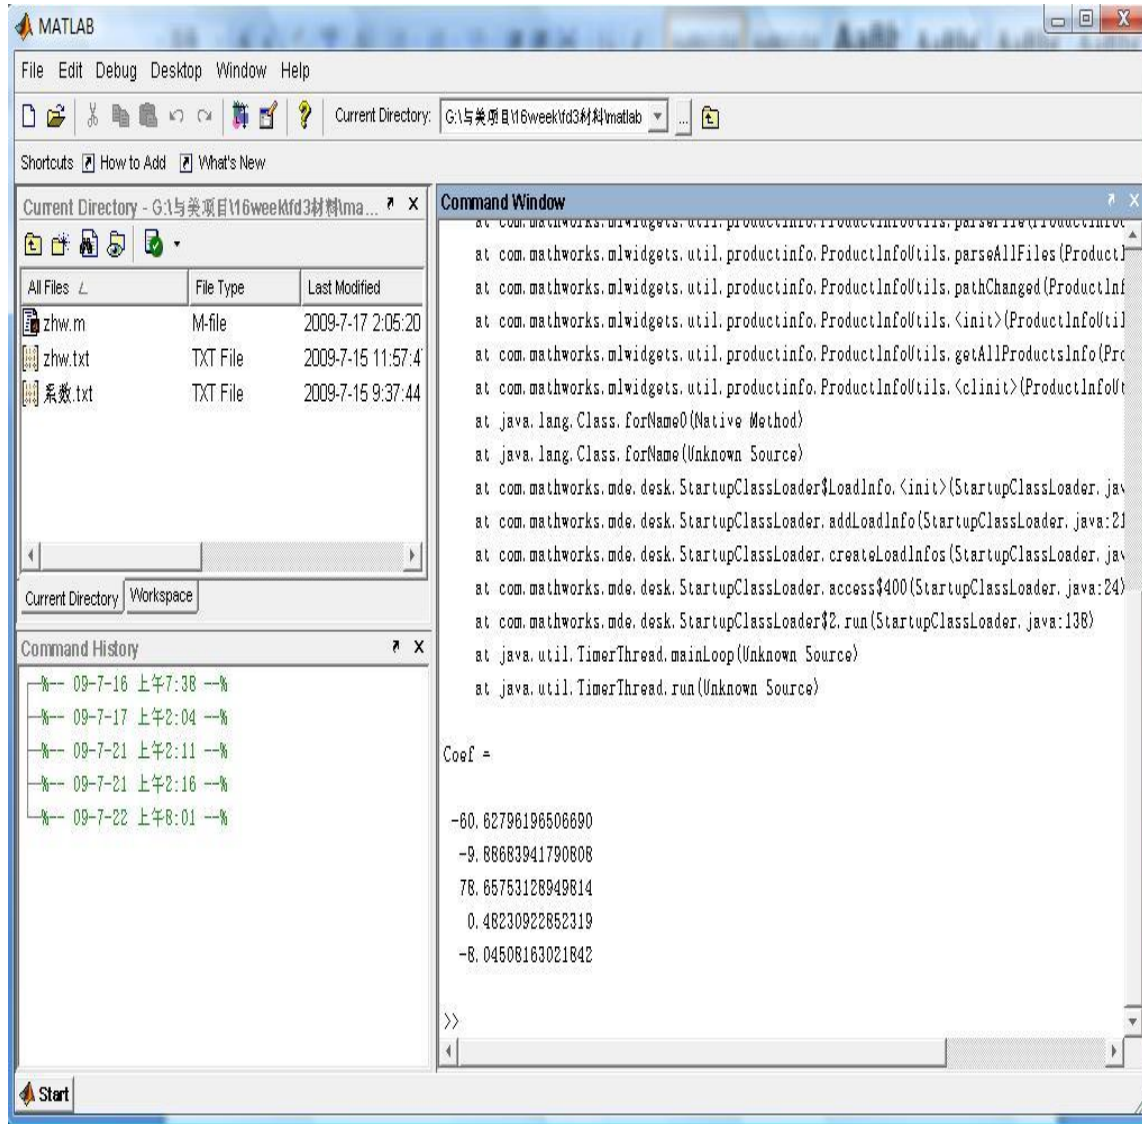 MATLAB
File Edit Debug Desktop Window Help
Current Directory: G:\与美项目\16week\fd3材料\matlab
Shortcuts How to Add What's New
Current Directory - G:\与美项目\16week\fd3材料\ma...
All Files File Type Last Modified
zhw.m M-file 2009-7-17 2:05:20
zhw.txt TXT File 2009-7-15 11:57:4
系数.txt TXT File 2009-7-15 9:37:44
Current Directory Workspace
Command History
%-- 09-7-16 上午7:38 --%
%-- 09-7-17 上午2:04 --%
%-- 09-7-21 上午2:11 --%
%-- 09-7-21 上午2:16 --%
%-- 09-7-22 上午8:01 --%
Command Window
at com.mathworks.mlwidgets.util.productinfo.ProductInfoUtils.parseAllFiles(ProductI
at com.mathworks.mlwidgets.util.productinfo.ProductInfoUtils.pathChanged(ProductInf
at com.mathworks.mlwidgets.util.productinfo.ProductInfoUtils.<init>(ProductInfoUtil
at com.mathworks.mlwidgets.util.productinfo.ProductInfoUtils.getAllProductsInfo(Pro
at com.mathworks.mlwidgets.util.productinfo.ProductInfoUtils.<clinit>(ProductInfoUt
at java.lang.Class.forName0(Native Method)
at java.lang.Class.forName(Unknown Source)
at com.mathworks.mde.desk.StartupClassLoader$LoadInfo.<init>(StartupClassLoader.jav
at com.mathworks.mde.desk.StartupClassLoader.addLoadInfo(StartupClassLoader.java:21
at com.mathworks.mde.desk.StartupClassLoader.createLoadInfos(StartupClassLoader.jav
at com.mathworks.mde.desk.StartupClassLoader.access$400(StartupClassLoader.java:24)
at com.mathworks.mde.desk.StartupClassLoader$2.run(StartupClassLoader.java:138)
at java.util.TimerThread.mainLoop(Unknown Source)
at java.util.TimerThread.run(Unknown Source)
Coef =
-60.62796196506690
-9.88683941790808
78.65753128949814
0.48230922852319
-8.04508163021842
>>
Start